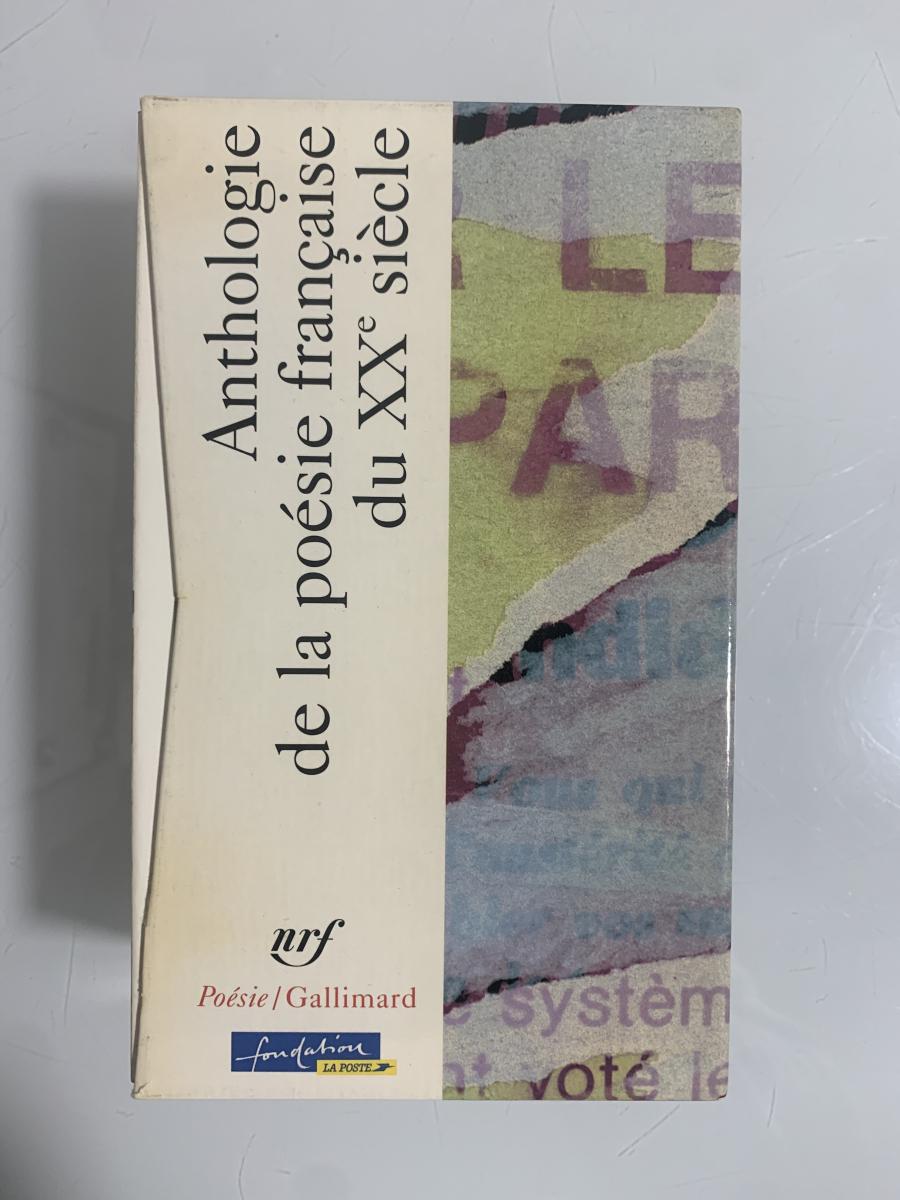 Anthologie
de la poésie française
du XXe siècle
nrf
Poésie / Gallimard
fondation
LA POSTE
LE
PAR
système
nt voté le